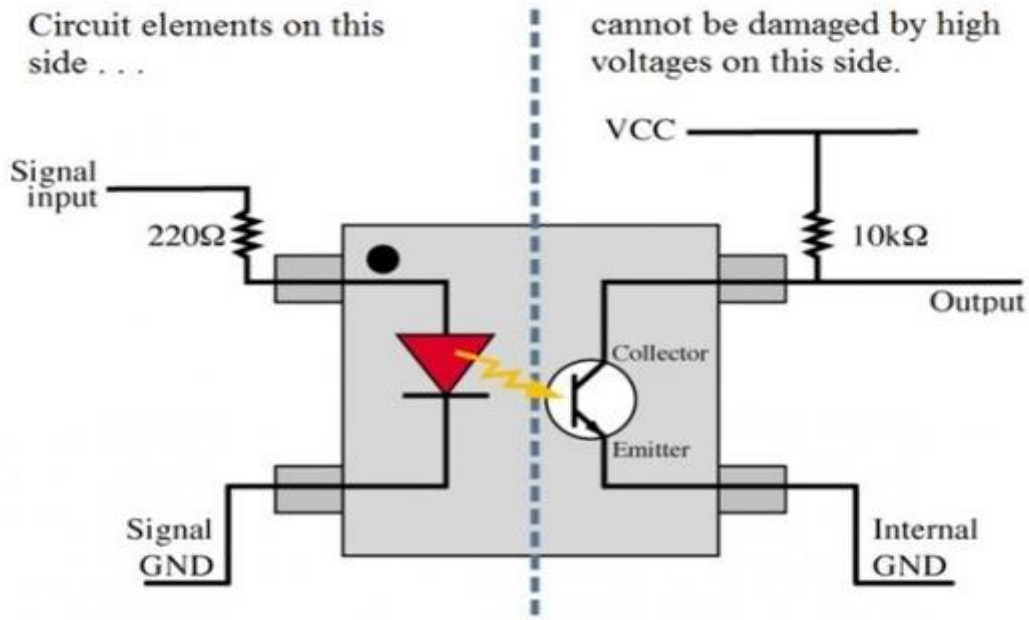 Circuit elements on this
side . . .
cannot be damaged by high
voltages on this side.
VCC
Signal
input
220Ω
10kΩ
Output
Collector
Emitter
Signal
GND
Internal
GND